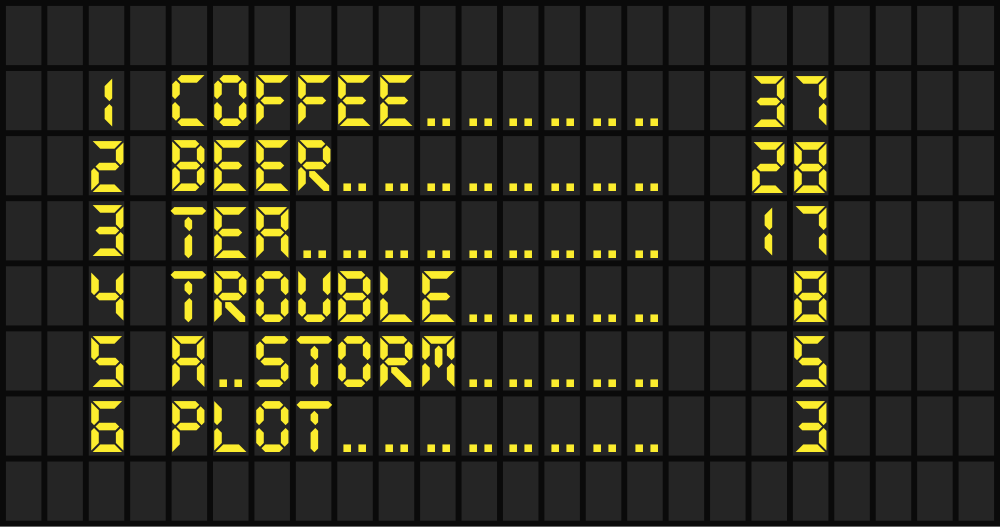 1 COFFEE............ 37
2 BEER................ 28
3 TEA.................. 17
4 TROUBLE.......... 8
5 A..STORM.......... 5
6 PLOT................ 3